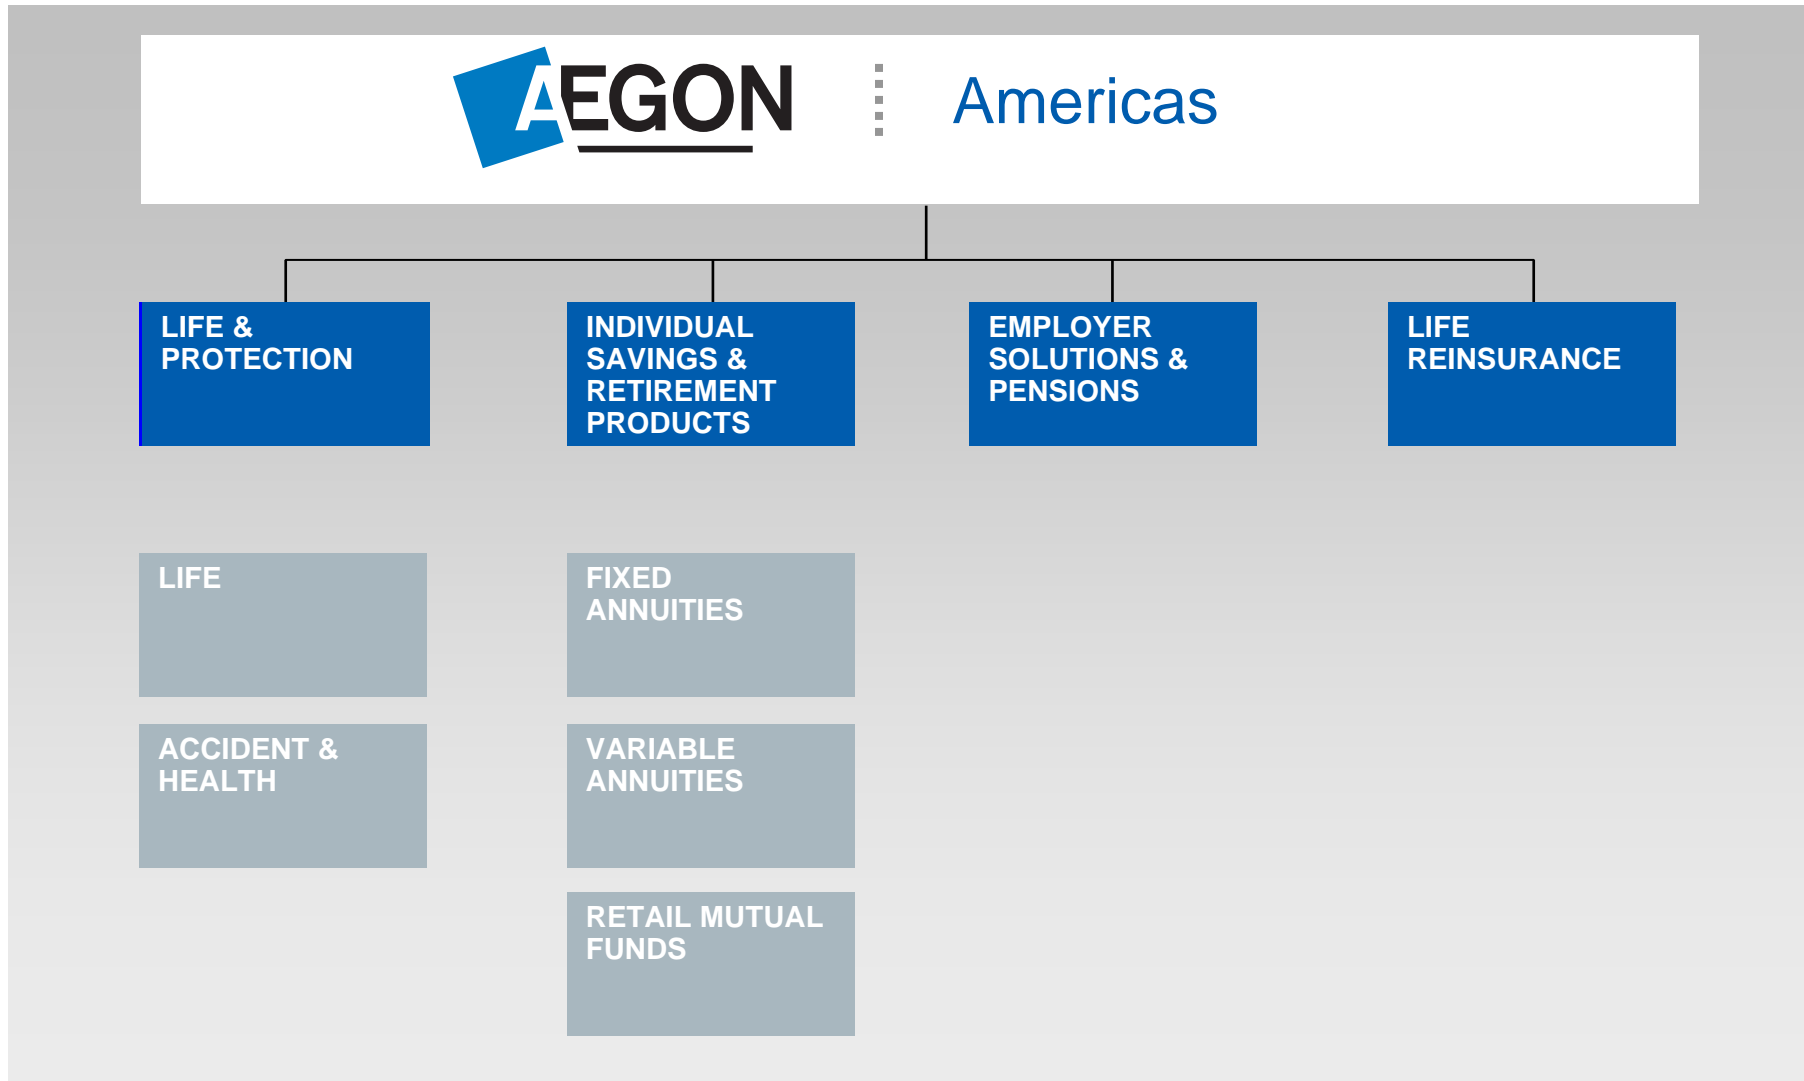 AEGON
Americas
LIFE &
PROTECTION
INDIVIDUAL
SAVINGS &
RETIREMENT
PRODUCTS
EMPLOYER
SOLUTIONS &
PENSIONS
LIFE
REINSURANCE
LIFE
FIXED
ANNUITIES
ACCIDENT &
HEALTH
VARIABLE
ANNUITIES
RETAIL MUTUAL
FUNDS